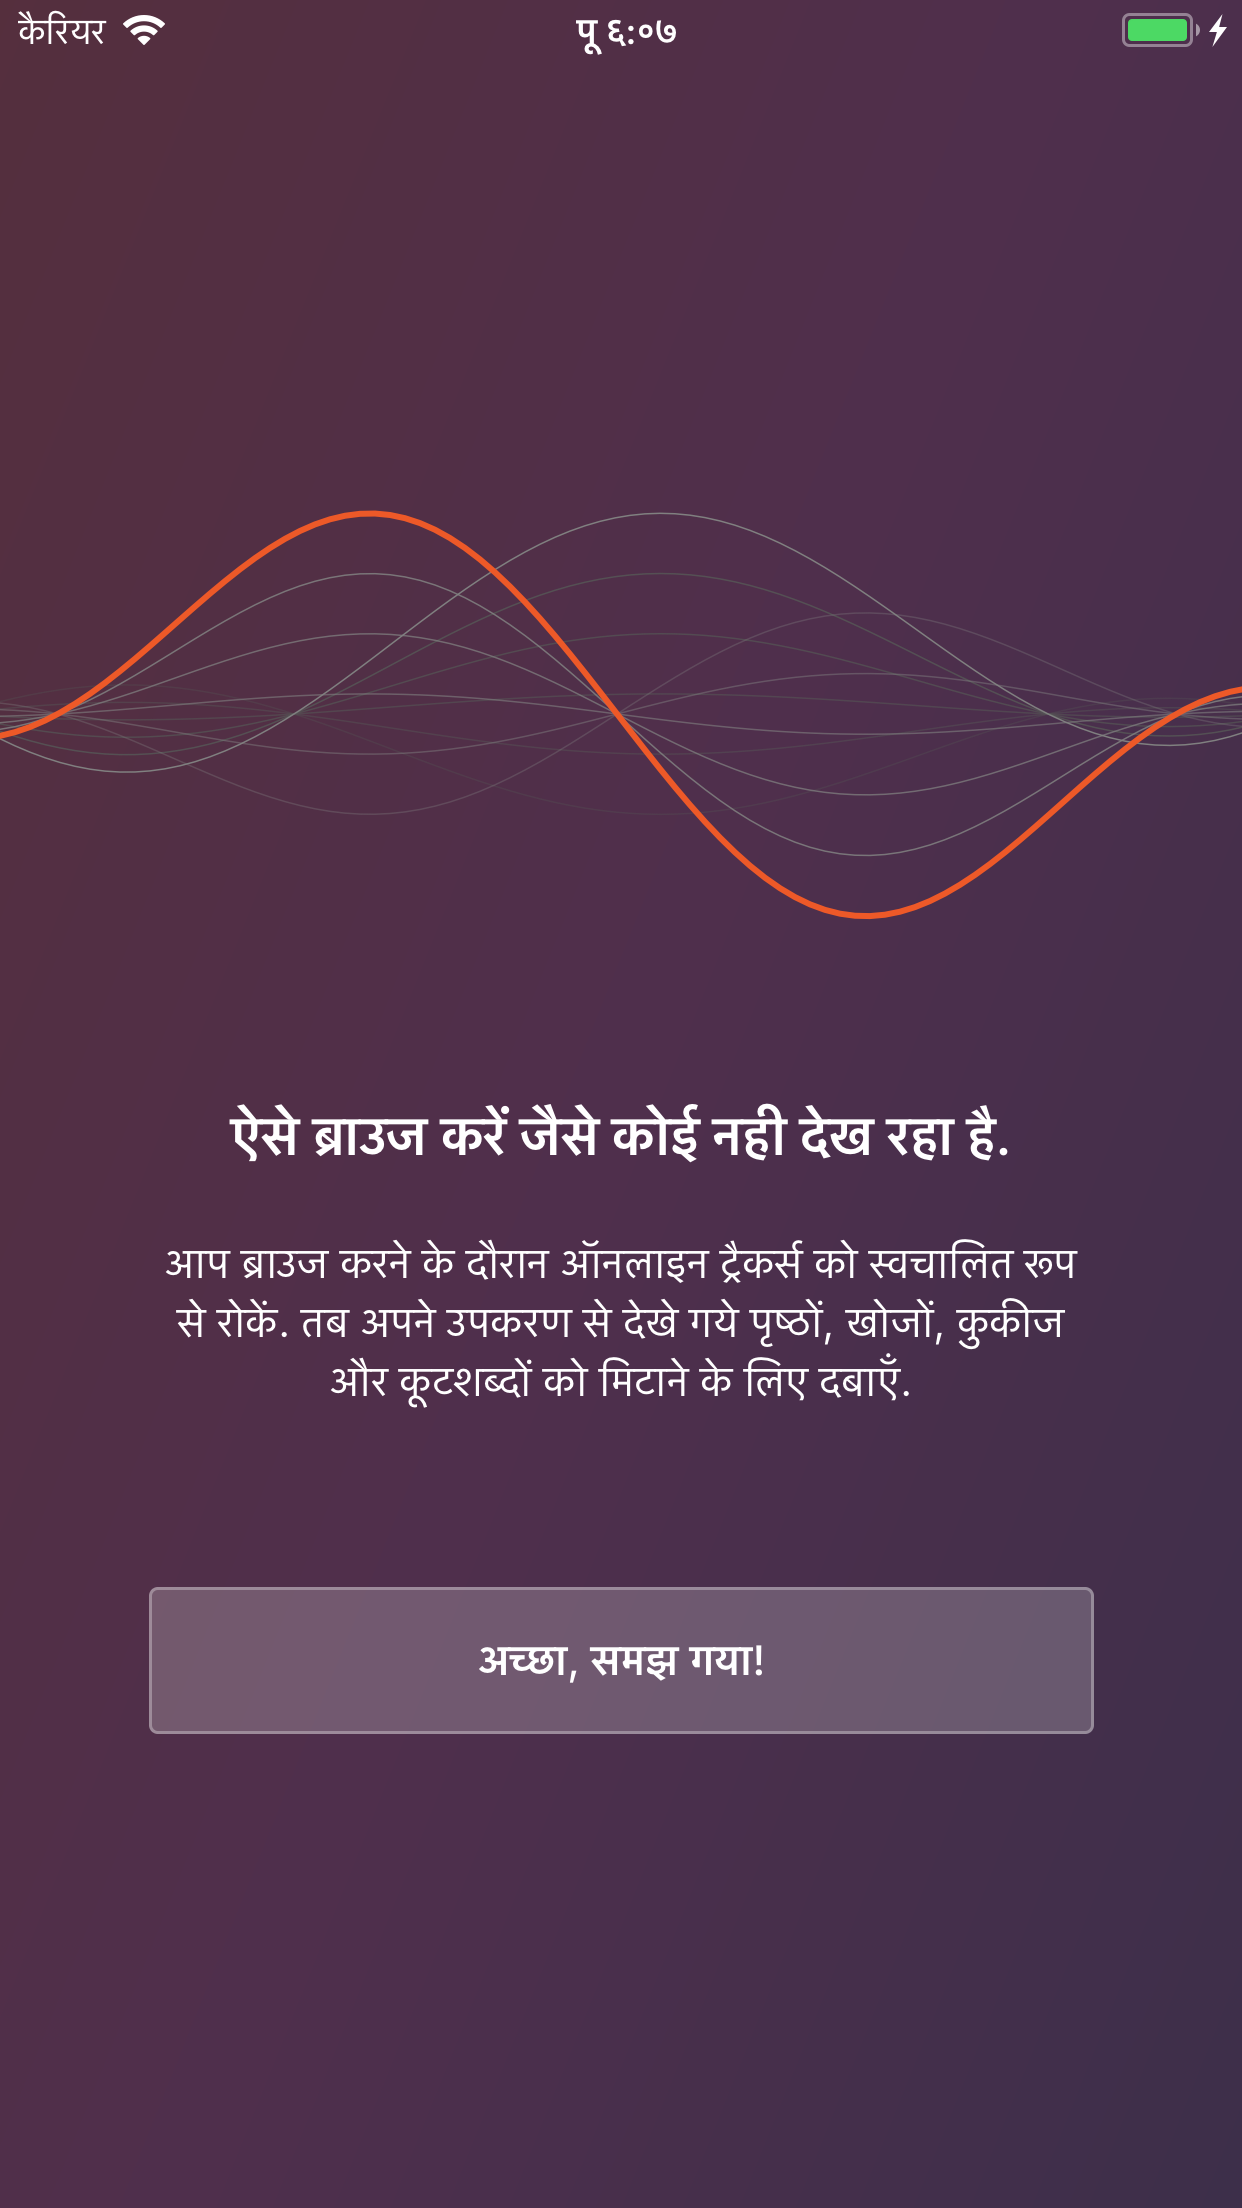 कैरियर
पू ६:०७
ऐसे ब्राउज करें जैसे कोई नही देख रहा है.
आप ब्राउज करने के दौरान ऑनलाइन ट्रैकर्स को स्वचालित रूप
से रोकें. तब अपने उपकरण से देखे गये पृष्ठों, खोजों, कुकीज
और कूटशब्दों को मिटाने के लिए दबाएँ.
अच्छा, समझ गया!